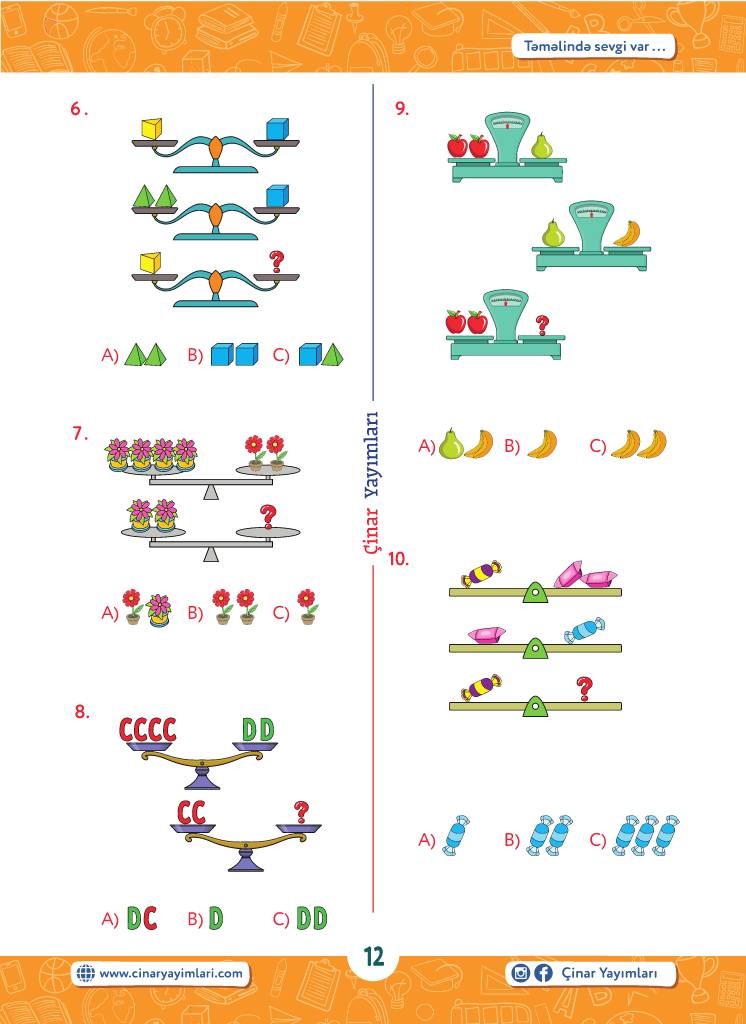 Təməlində sevgi var ...
6 .
?
A)
B)
C)
7 .
?
A)
B)
C)
8.
CCCC DD
CC ?
A) DC B) D C) DD
Çinar Yayımları
9.
?
A)
B)
C)
10.
?
A)
B)
C)
www.cinaryayimlari.com
12
Çinar Yayımları